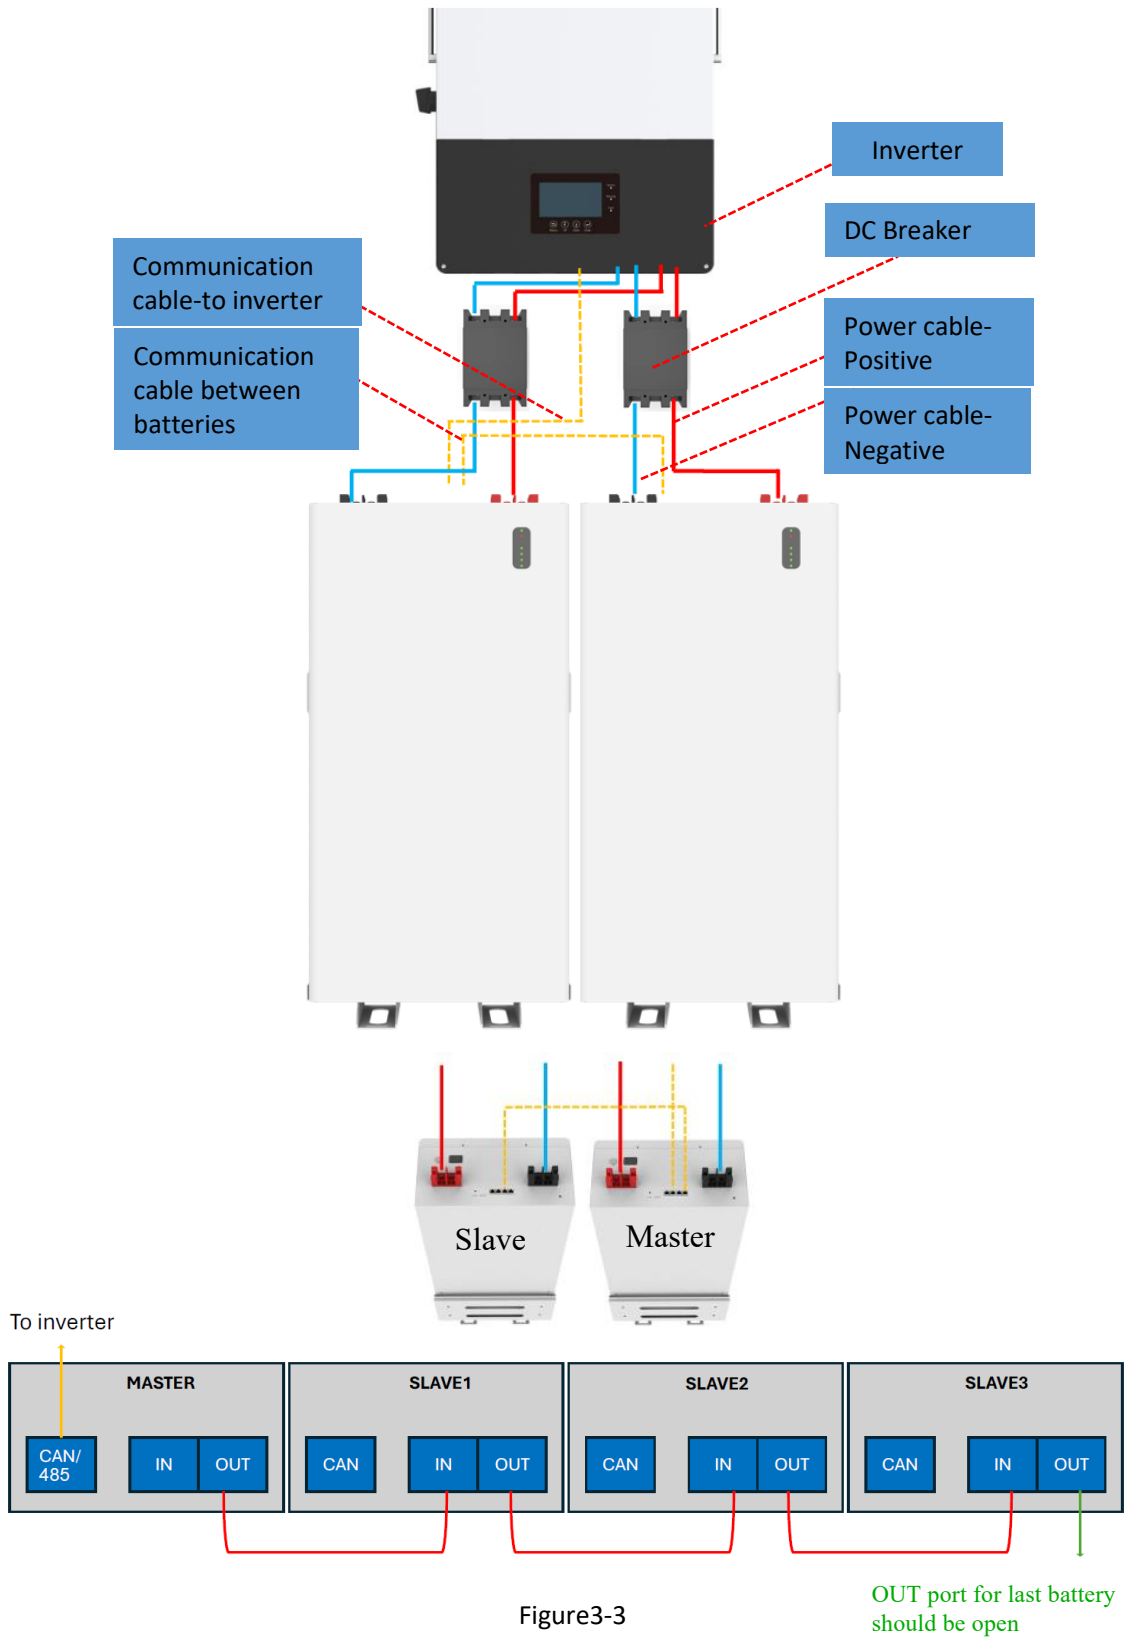 Inverter
DC Breaker
Communication
cable-to inverter
Power cable-
Positive
Communication
cable between
batteries
Power cable-
Negative
Slave
Master
To inverter
MASTER
SLAVE1
SLAVE2
SLAVE3
CAN/
485
IN
OUT
CAN
IN
OUT
CAN
IN
OUT
CAN
IN
OUT
OUT port for last battery
should be open
Figure3-3